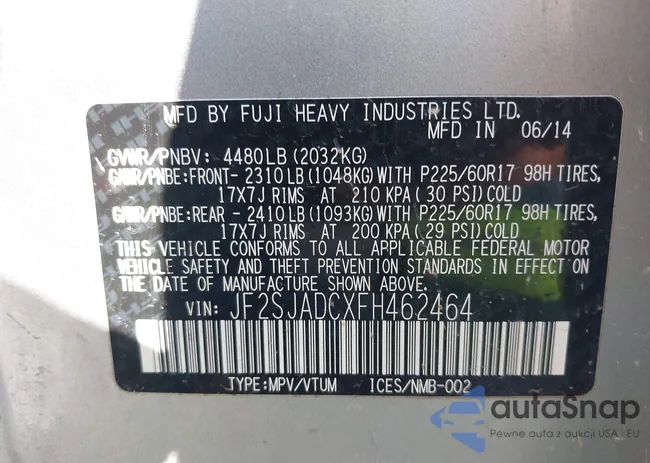 MFD BY FUJI HEAVY INDUSTRIES LTD.
MFD IN 06/14
GVWR/PNBV: 4480LB(2032KG)
GAWR/PNBE:FRONT-2310LB(1048KG)WITH P225/60R17 98H TIRES,
17X7J RIMS AT 210 KPA(30 PSI)COLD
GAWR/PNBE:REAR -2410LB(1093KG)WITH P225/60R17 98H TIRES,
17X7J RIMS AT 200 KPA(29 PSI)COLD
THIS VEHICLE CONFORMS TO ALL APPLICABLE FEDERAL MOTOR
VEHICLE SAFETY AND THEFT PREVENTION STANDARDS IN EFFECT ON
THE DATE OF MANUFACTURE SHOWN ABOVE.
VIN: JF2SJADCXFH462464
TYPE:MPV/VTUM ICES/NMB-002
autaSnap
Pewne auta z aukcji USA i EU